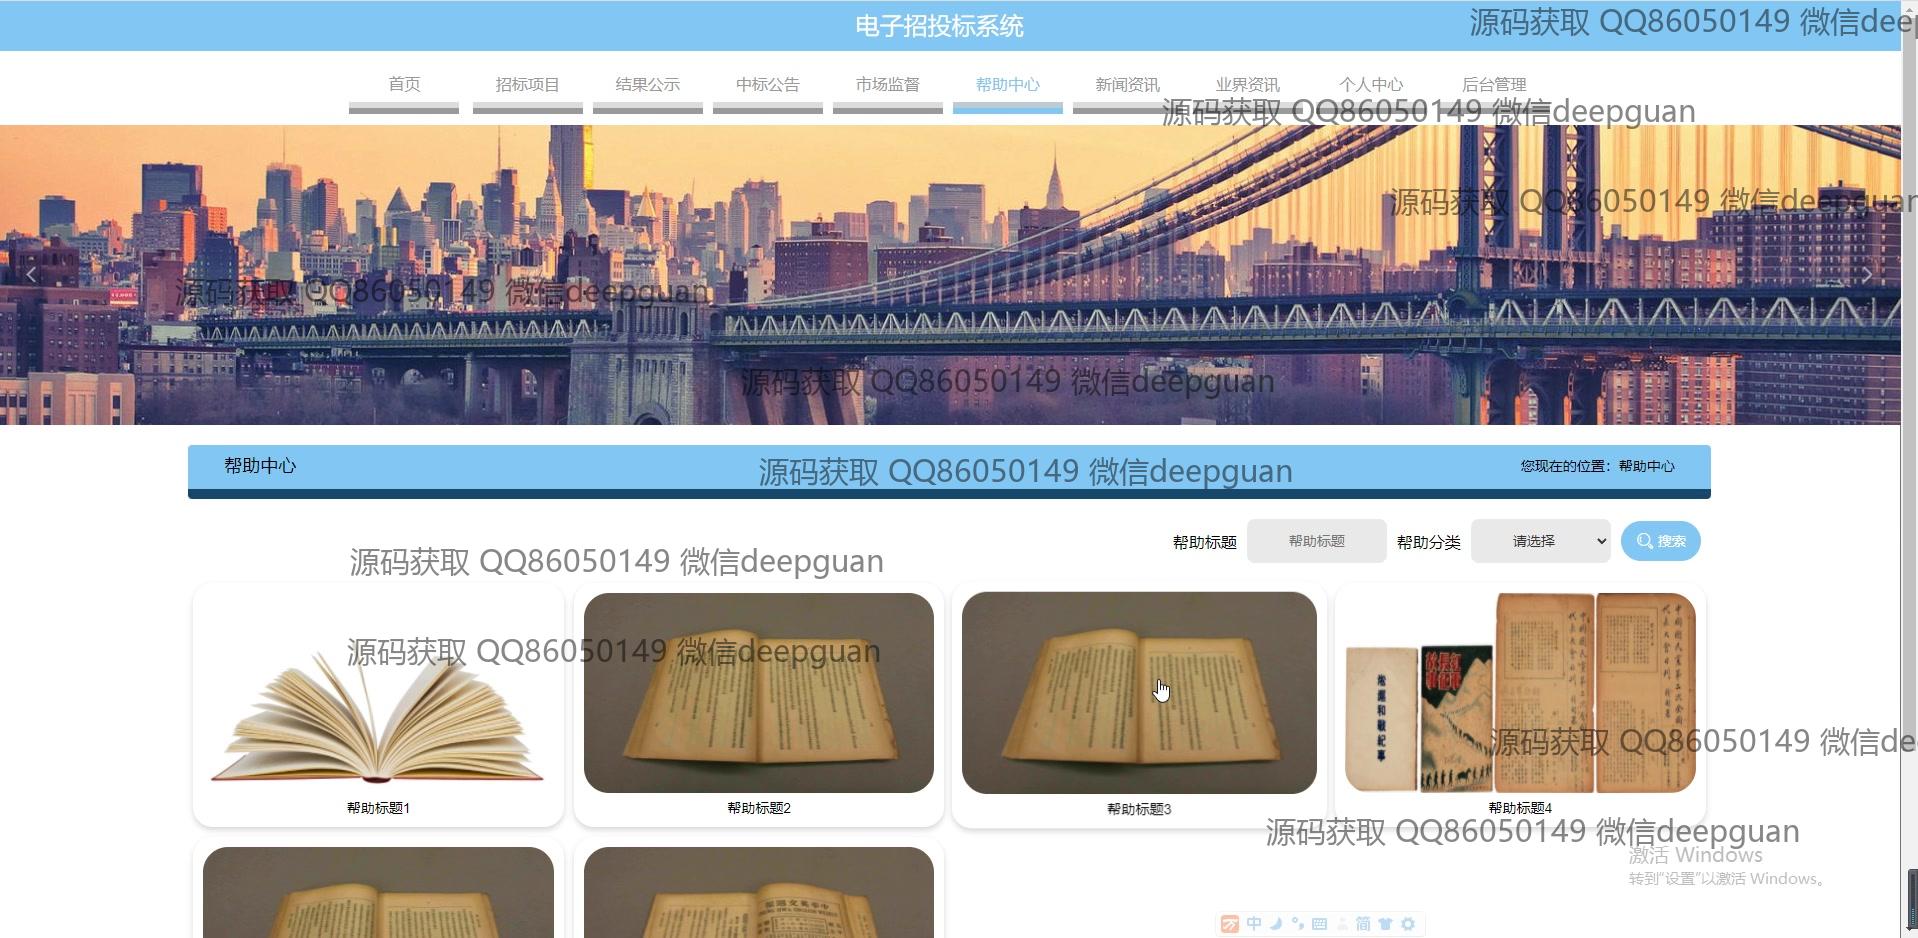 电子招投标系统
源码获取 QQ86050149 微信deep
首页 招标项目 结果公示 中标公告 市场监督 帮助中心 新闻资讯 业界资讯 个人中心 后台管理
源码获取 QQ86050149 微信deepguan
源码获取 QQ86050149 微信deepguan
源码获取 QQ86050149 微信deepguan
源码获取 QQ86050149 微信deepguan
帮助中心
源码获取 QQ86050149 微信deepguan
您现在的位置：帮助中心
帮助标题 帮助标题 帮助分类 请选择 搜索
源码获取 QQ86050149 微信deepguan
源码获取 QQ86050149 微信deepguan
源码获取 QQ86050149 微信de
帮助标题1 帮助标题2 帮助标题3 帮助标题4
源码获取 QQ86050149 微信deepguan
激活 Windows
转到“设置”以激活 Windows。
中 简